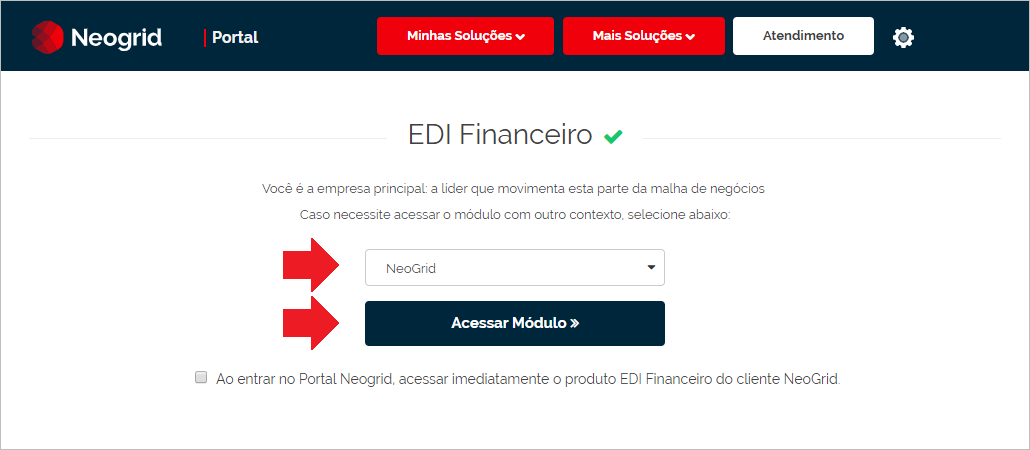 Neogrid
Portal
Minhas Soluções
Mais Soluções
Atendimento
EDI Financeiro
Você é a empresa principal: a líder que movimenta esta parte da malha de negócios
Caso necessite acessar o módulo com outro contexto, selecione abaixo:
NeoGrid
Acessar Módulo »
Ao entrar no Portal Neogrid, acessar imediatamente o produto EDI Financeiro do cliente NeoGrid.